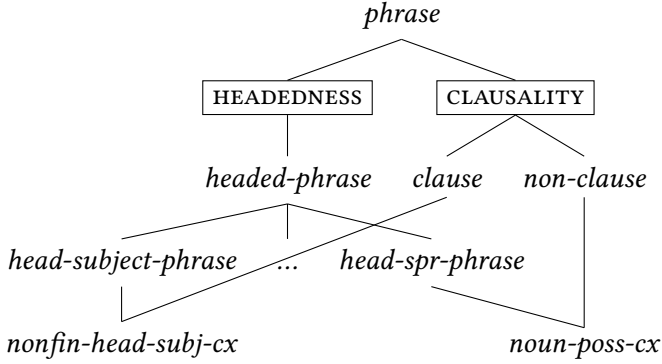 phrase
HEADEDNESS CLAUSALITY
headed-phrase clause non-clause
head-subject-phrase ... head-spr-phrase
nonfin-head-subj-cx noun-poss-cx